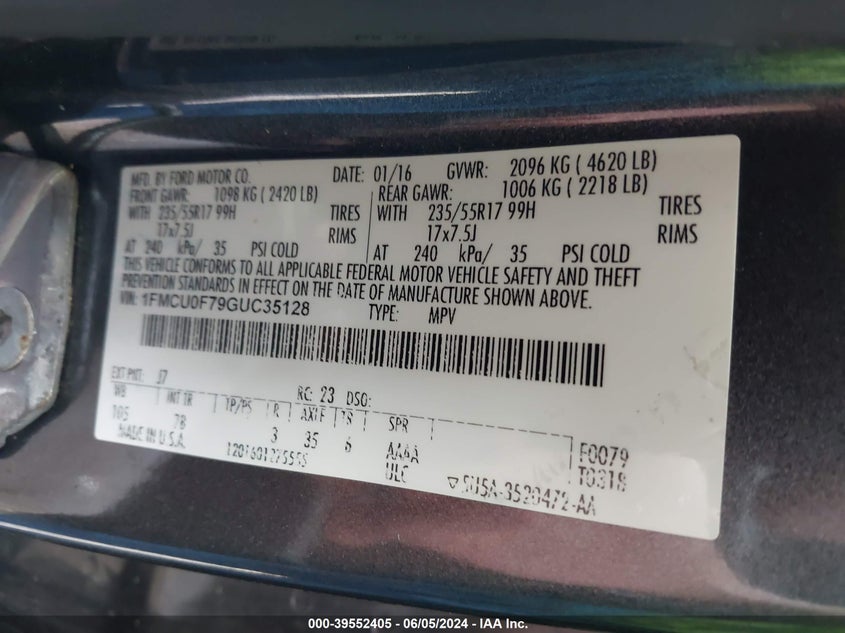 MFD. BY FORD MOTOR CO.
DATE: 01/16 GVWR: 2096 KG ( 4620 LB)
FRONT GAWR: 1098 KG ( 2420 LB) REAR GAWR: 1006 KG ( 2218 LB)
WITH 235/55R17 99H TIRES WITH 235/55R17 99H TIRES
17x7.5J RIMS 17x7.5J RIMS
AT 240 kPa/ 35 PSI COLD AT 240 kPa/ 35 PSI COLD
THIS VEHICLE CONFORMS TO ALL APPLICABLE FEDERAL MOTOR VEHICLE SAFETY AND THEFT
PREVENTION STANDARDS IN EFFECT ON THE DATE OF MANUFACTURE SHOWN ABOVE.
VIN: 1FMCU0F79GUC35128 TYPE: MPV
EXT PNT: J7 RC: 23 DSO:
WB INT TR TP/PS R AXLE TR SPR
105 7B 3 35 6 AAAA F0079
MADE IN U.S.A. ULC T0318
▽5U5A-3520472-AA
000-39552405 - 06/05/2024 - IAA Inc.